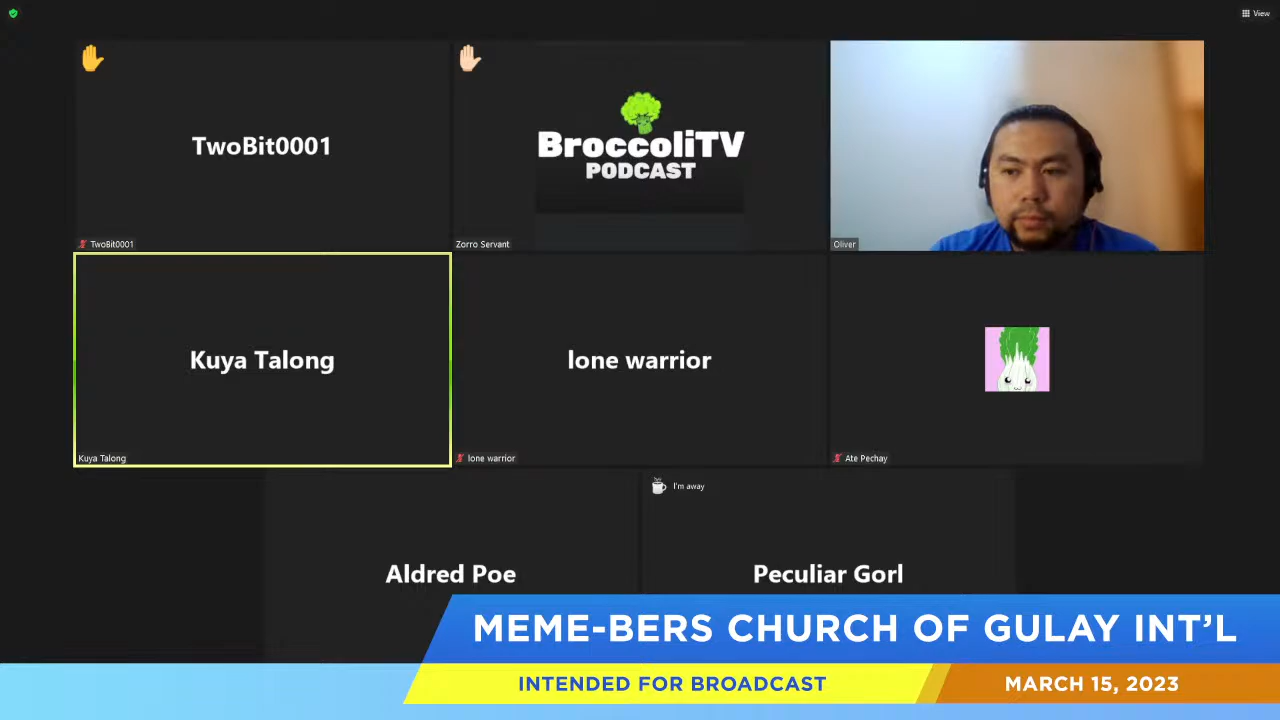 View
TwoBit0001
TwoBit0001
BroccoliTV
PODCAST
Zorro Servant
Oliver
Kuya Talong
Kuya Talong
lone warrior
lone warrior
Ate Pechay
I'm away
Aldred Poe
Peculiar Gorl
MEME-BERS CHURCH OF GULAY INT'L
INTENDED FOR BROADCAST
MARCH 15, 2023